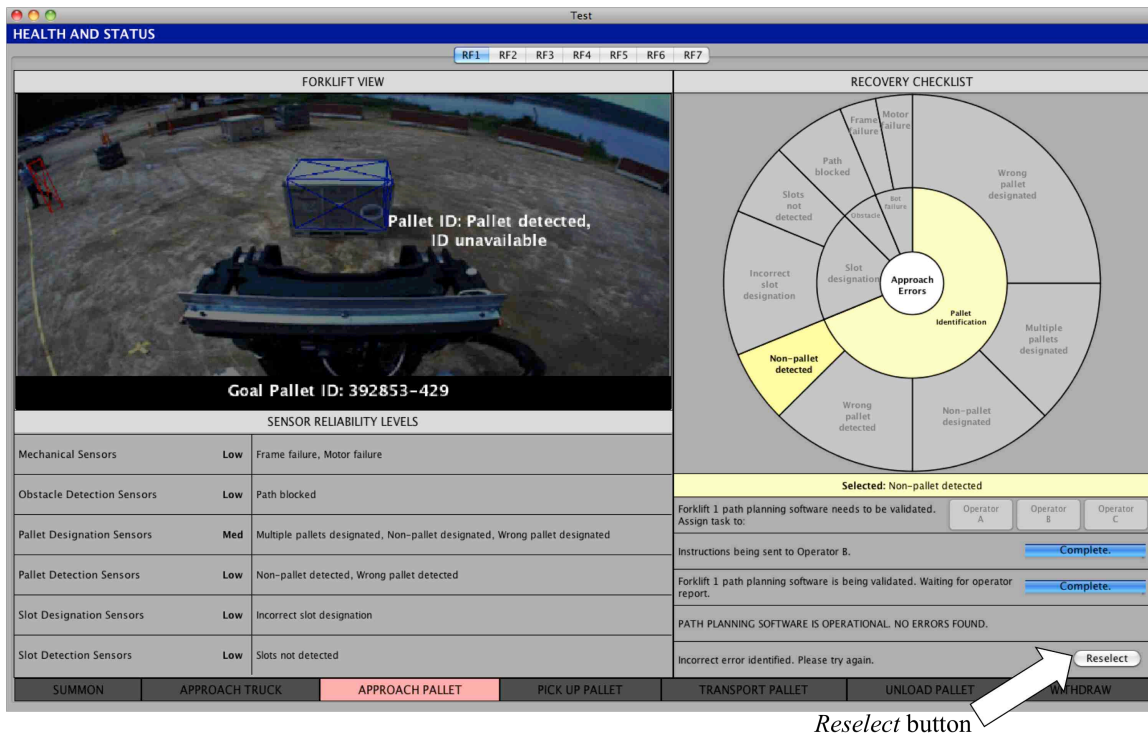 Test
HEALTH AND STATUS
RF1 RF2 RF3 RF4 RF5 RF6 RF7
FORKLIFT VIEW
Pallet ID: Pallet detected,
ID unavailable
Goal Pallet ID: 392853-429
SENSOR RELIABILITY LEVELS
Mechanical Sensors Low Frame failure, Motor failure
Obstacle Detection Sensors Low Path blocked
Pallet Designation Sensors Med Multiple pallets designated, Non-pallet designated, Wrong pallet designated
Pallet Detection Sensors Low Non-pallet detected, Wrong pallet detected
Slot Designation Sensors Low Incorrect slot designation
Slot Detection Sensors Low Slots not detected
RECOVERY CHECKLIST
Frame
failure
Motor
failure
Wrong
pallet
designated
Path
blocked
Slots
not
detected
Obstacle
Bot
failure
Incorrect
slot
designation
Slot
designation
Approach
Errors
Pallet
Identification
Multiple
pallets
designated
Non-pallet
detected
Wrong
pallet
detected
Non-pallet
designated
Selected: Non-pallet detected
Forklift 1 path planning software needs to be validated.
Assign task to:
Operator
A
Operator
B
Operator
C
Instructions being sent to Operator B.
Complete.
Forklift 1 path planning software is being validated. Waiting for operator
report.
Complete.
PATH PLANNING SOFTWARE IS OPERATIONAL. NO ERRORS FOUND.
Incorrect error identified. Please try again.
Reselect
SUMMON APPROACH TRUCK APPROACH PALLET PICK UP PALLET TRANSPORT PALLET UNLOAD PALLET WITHDRAW
Reselect button